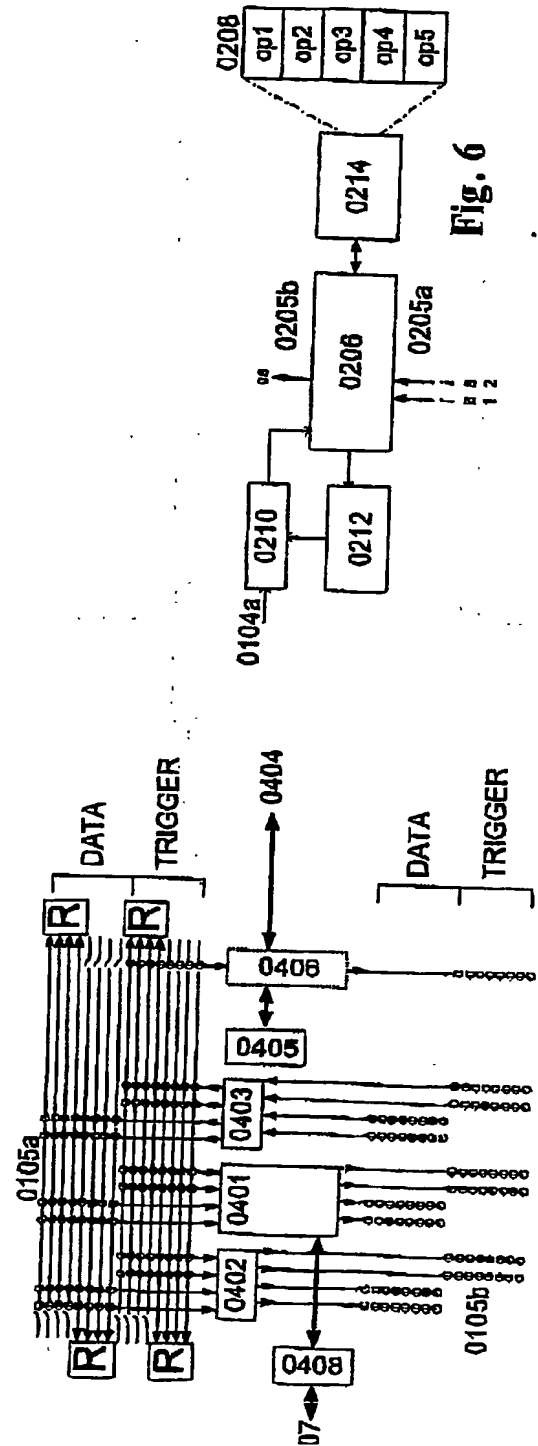 0208
op1
op2
op3
op4
op5
0214
Fig. 6
0205b
0206
0205a
0210
0212
0104a
DATA
TRIGGER
R
R
0105a
R
R
0404
0406
0405
0403
0401
0402
0408
07
DATA
TRIGGER
0105b